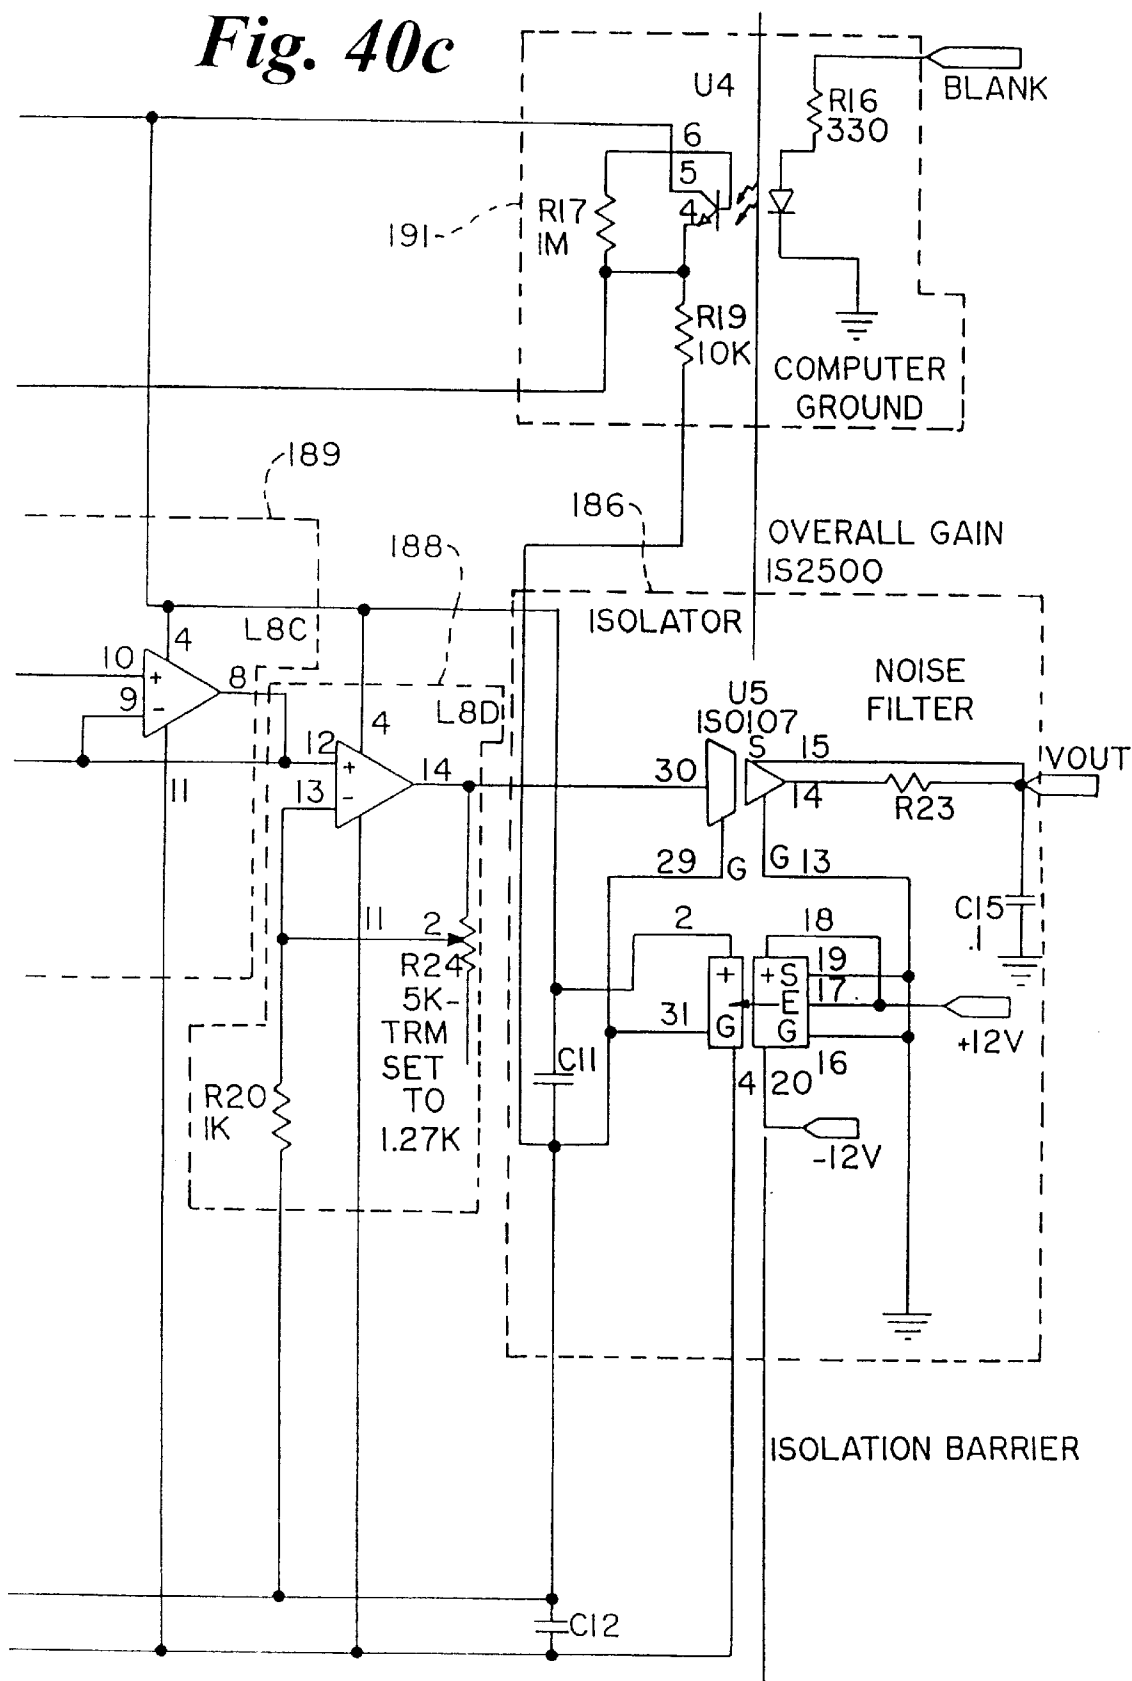 Fig. 40c
U4
BLANK
R16
330
6
5
4
R17
1M
191
R19
10K
COMPUTER
GROUND
189
186
188
OVERALL GAIN
IS2500
ISOLATOR
L8C
4
10
+
9
-
8
11
NOISE
FILTER
L8D
4
12
+
13
-
14
11
U5
ISO107
30
S
15
14
R23
VOUT
29
G
G
13
C15
.1
2
R24
5K-
TRM
SET
TO
1.27K
2
18
+
+S
19
E
17
G
G
31
16
+12V
4
20
-12V
C11
R20
1K
ISOLATION BARRIER
C12